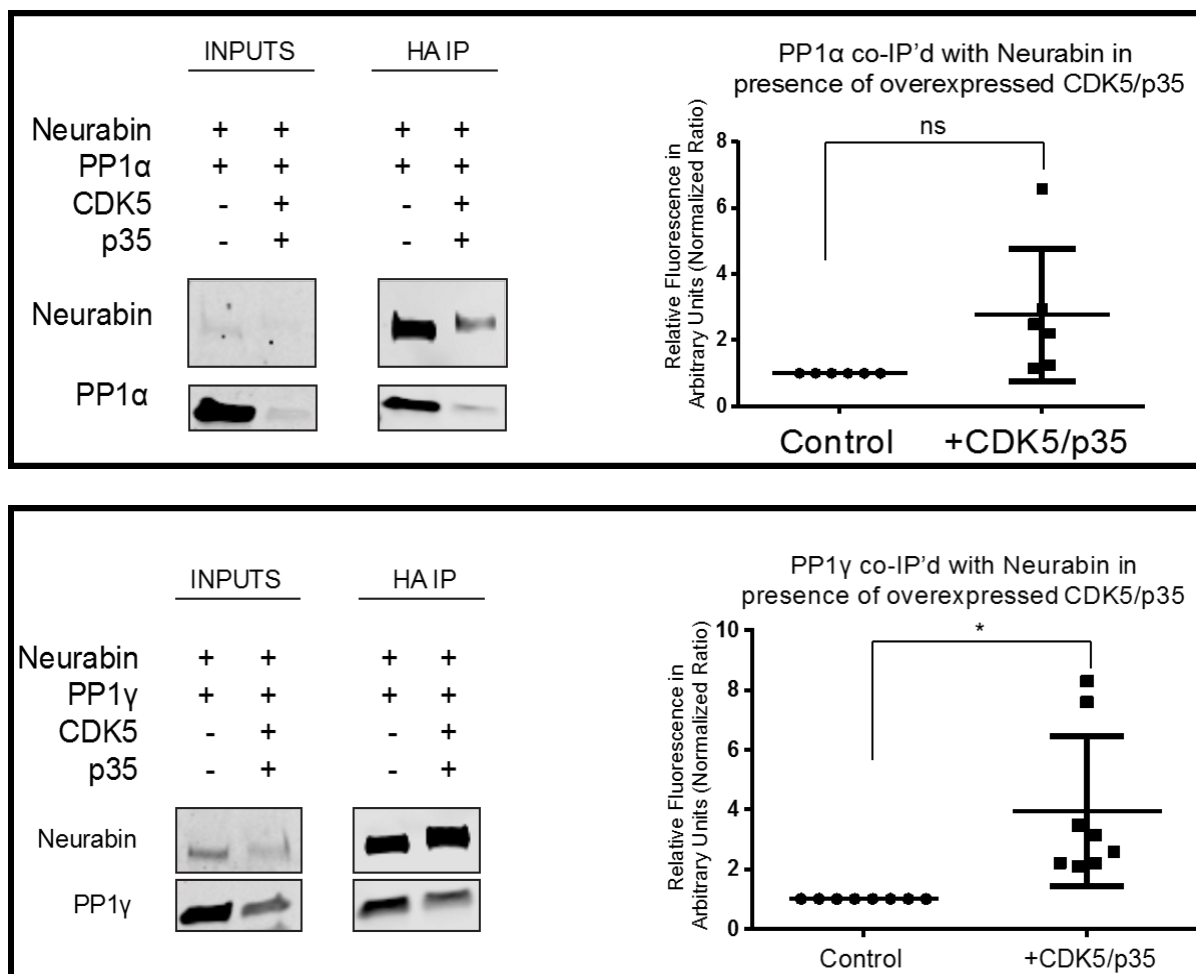 INPUTS HA IP
Neurabin + + + +
PP1α + + + +
CDK5 - + - +
p35 - + - +
Neurabin
PP1α
PP1α co-IP'd with Neurabin in
presence of overexpressed CDK5/p35
ns
Relative Fluorescence in
Arbitrary Units (Normalized Ratio)
8
6
4
2
0
Control +CDK5/p35
INPUTS HA IP
Neurabin + + + +
PP1γ + + + +
CDK5 - + - +
p35 - + - +
Neurabin
PP1γ
PP1γ co-IP'd with Neurabin in
presence of overexpressed CDK5/p35
*
Relative Fluorescence in
Arbitrary Units (Normalized Ratio)
10
8
6
4
2
0
Control +CDK5/p35